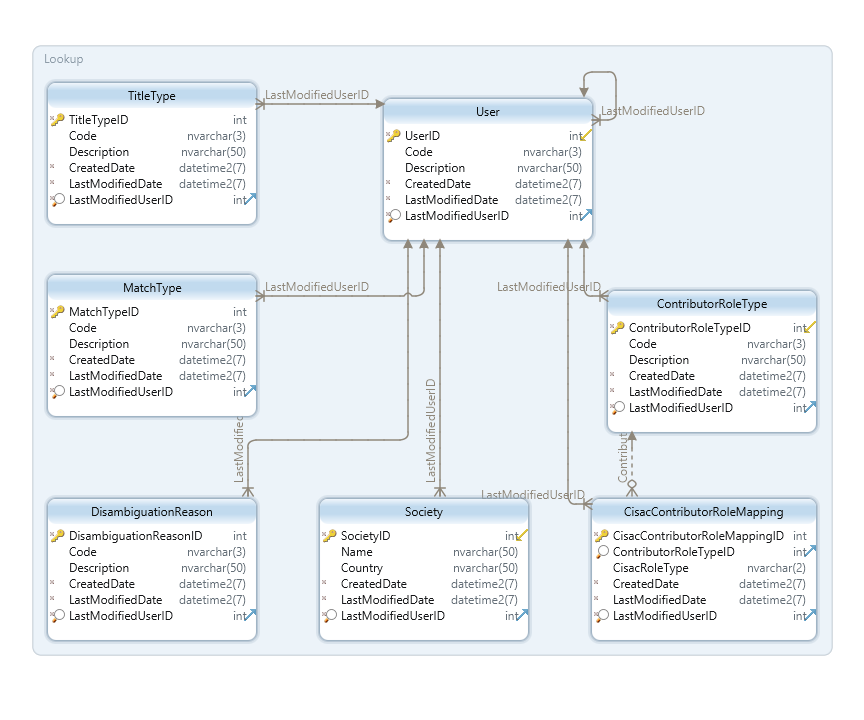 Lookup
TitleType
TitleTypeID int
Code nvarchar(3)
Description nvarchar(50)
CreatedDate datetime2(7)
LastModifiedDate datetime2(7)
LastModifiedUserID int
LastModifiedUserID
User
UserID int
Code nvarchar(3)
Description nvarchar(50)
CreatedDate datetime2(7)
LastModifiedDate datetime2(7)
LastModifiedUserID int
LastModifiedUserID
MatchType
MatchTypeID int
Code nvarchar(3)
Description nvarchar(50)
CreatedDate datetime2(7)
LastModifiedDate datetime2(7)
LastModifiedUserID int
LastModifiedUserID
LastModifiedUserID
ContributorRoleType
ContributorRoleTypeID int
Code nvarchar(3)
Description nvarchar(50)
CreatedDate datetime2(7)
LastModifiedDate datetime2(7)
LastModifiedUserID int
LastModified
LastModifiedUserID
Contribut
LastModifiedUserID
DisambiguationReason
DisambiguationReasonID int
Code nvarchar(3)
Description nvarchar(50)
CreatedDate datetime2(7)
LastModifiedDate datetime2(7)
LastModifiedUserID int
Society
SocietyID int
Name nvarchar(50)
Country nvarchar(50)
CreatedDate datetime2(7)
LastModifiedDate datetime2(7)
LastModifiedUserID int
CisacContributorRoleMapping
CisacContributorRoleMappingID int
ContributorRoleTypeID int
CisacRoleType nvarchar(2)
CreatedDate datetime2(7)
LastModifiedDate datetime2(7)
LastModifiedUserID int